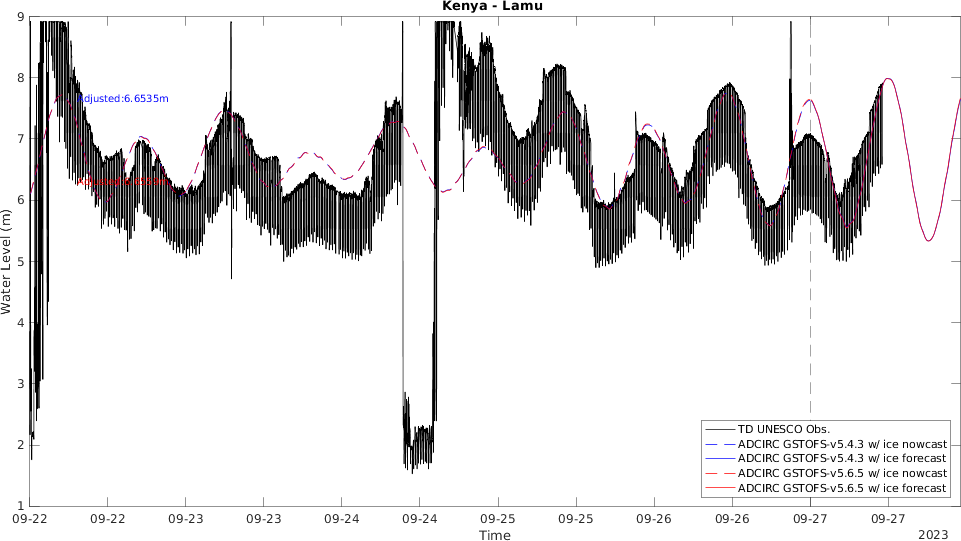 Kenya - Lamu
9
8
7
6
5
4
3
2
1
Water Level (m)
Adjusted:6.6535m
TD UNESCO Obs.
ADCIRC GSTOFS-v5.4.3 w/ ice nowcast
ADCIRC GSTOFS-v5.4.3 w/ ice forecast
ADCIRC GSTOFS-v5.6.5 w/ ice nowcast
ADCIRC GSTOFS-v5.6.5 w/ ice forecast
09-22 09-22 09-23 09-23 09-24 09-24 09-25 09-25 09-26 09-26 09-27 09-27
Time
2023